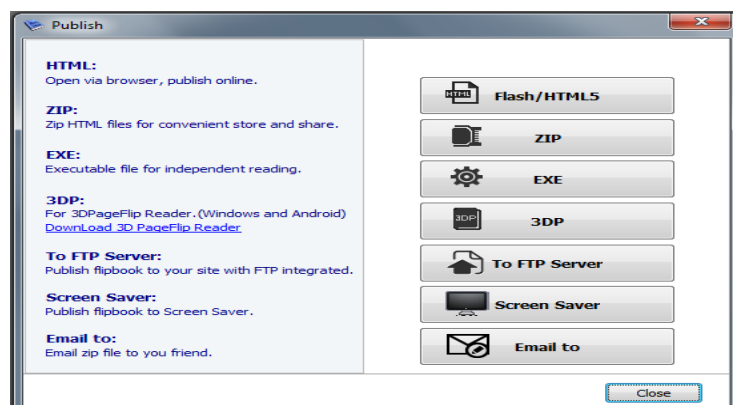 Publish
HTML:
Open via browser, publish online.
ZIP:
Zip HTML files for convenient store and share.
EXE:
Executable file for independent reading.
3DP:
For 3DPageFlip Reader.(Windows and Android)
DownLoad 3D PageFlip Reader
To FTP Server:
Publish flipbook to your site with FTP integrated.
Screen Saver:
Publish flipbook to Screen Saver.
Email to:
Email zip file to you friend.
HTML Flash/HTML5
ZIP
EXE
3DP 3DP
To FTP Server
Screen Saver
Email to
Close